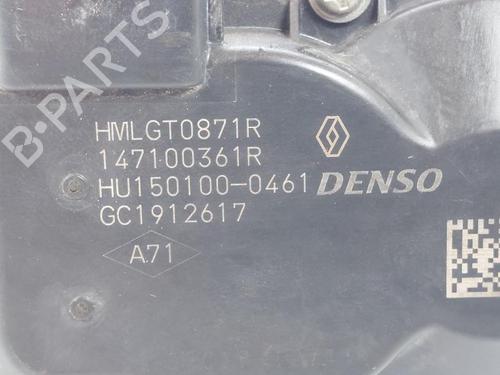 HMLGT0871R
147100361R
HU150100-0461 DENSO
GC1912617
A71
B-PARTS